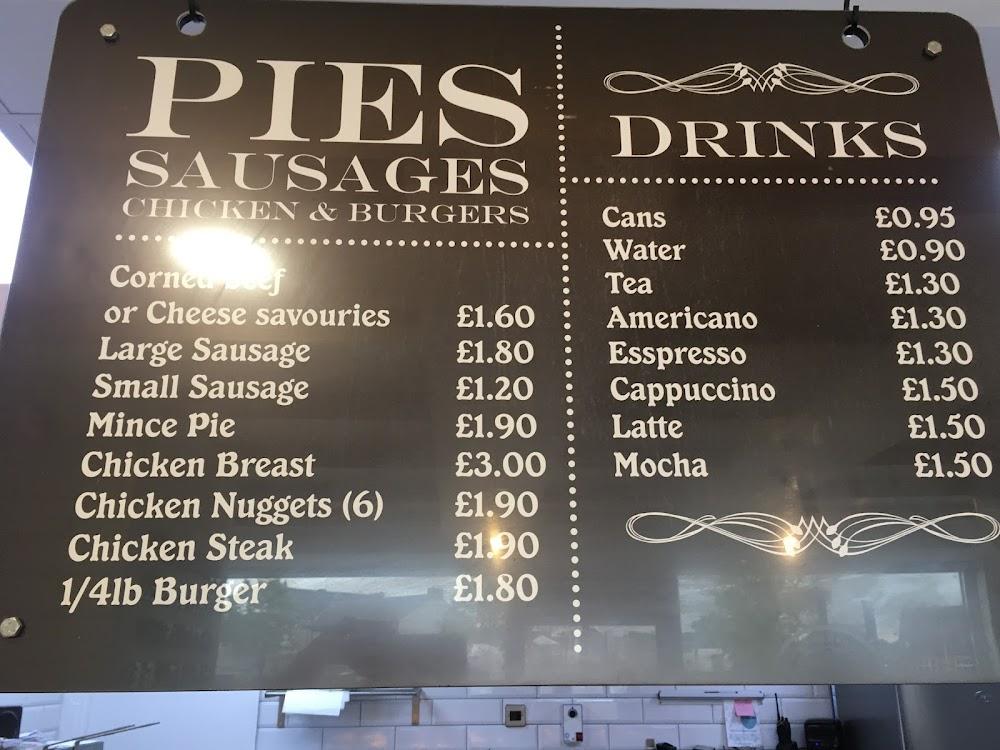 PIES
SAUSAGES
CHICKEN & BURGERS
Corned Beef
or Cheese savouries £1.60
Large Sausage £1.80
Small Sausage £1.20
Mince Pie £1.90
Chicken Breast £3.00
Chicken Nuggets (6) £1.90
Chicken Steak £1.90
1/4lb Burger £1.80
DRINKS
Cans £0.95
Water £0.90
Tea £1.30
Americano £1.30
Esspresso £1.30
Cappuccino £1.50
Latte £1.50
Mocha £1.50